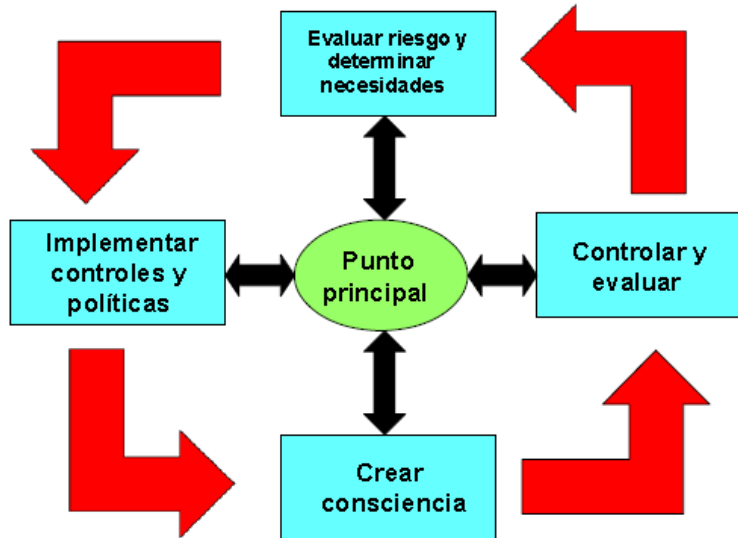 Evaluar riesgo y
determinar
necesidades
Implementar
controles y
políticas
Punto
principal
Controlar y
evaluar
Crear
consciencia